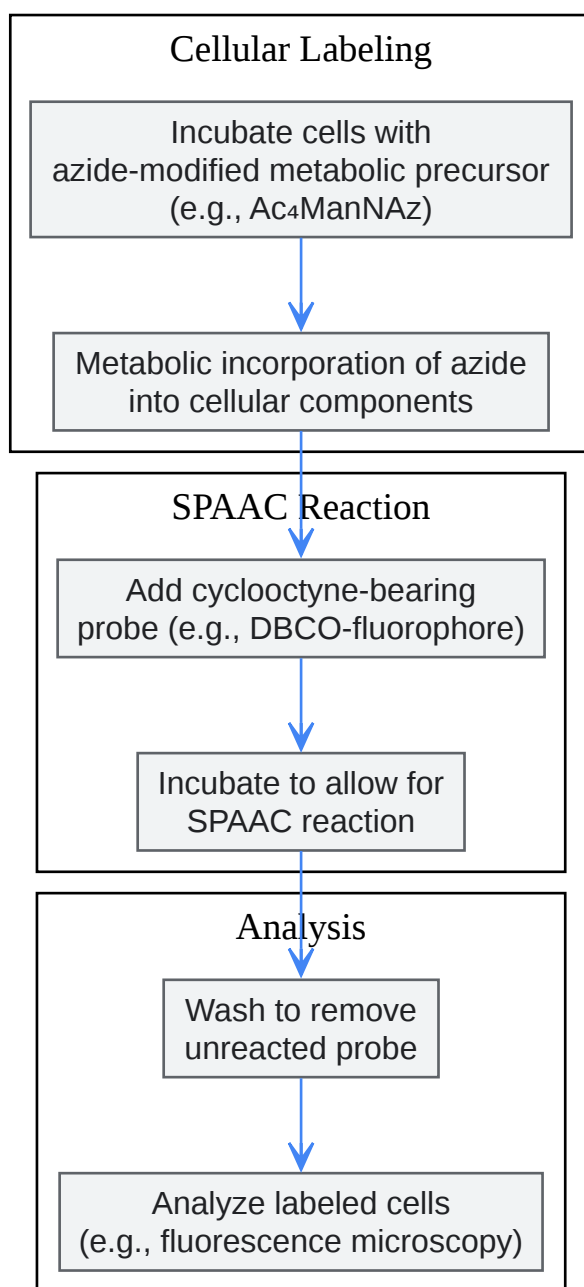 Cellular Labeling
Incubate cells with
azide-modified metabolic precursor
(e.g., Ac₄ManNAz)
Metabolic incorporation of azide
into cellular components
SPAAC Reaction
Add cyclooctyne-bearing
probe (e.g., DBCO-fluorophore)
Incubate to allow for
SPAAC reaction
Analysis
Wash to remove
unreacted probe
Analyze labeled cells
(e.g., fluorescence microscopy)